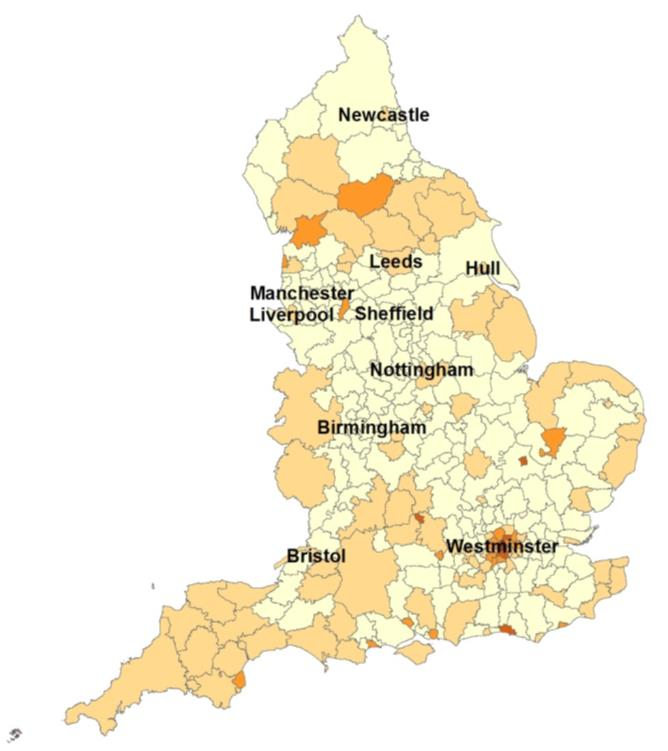 Newcastle
Leeds
Hull
Manchester
Liverpool
Sheffield
Nottingham
Birmingham
Westminster
Bristol